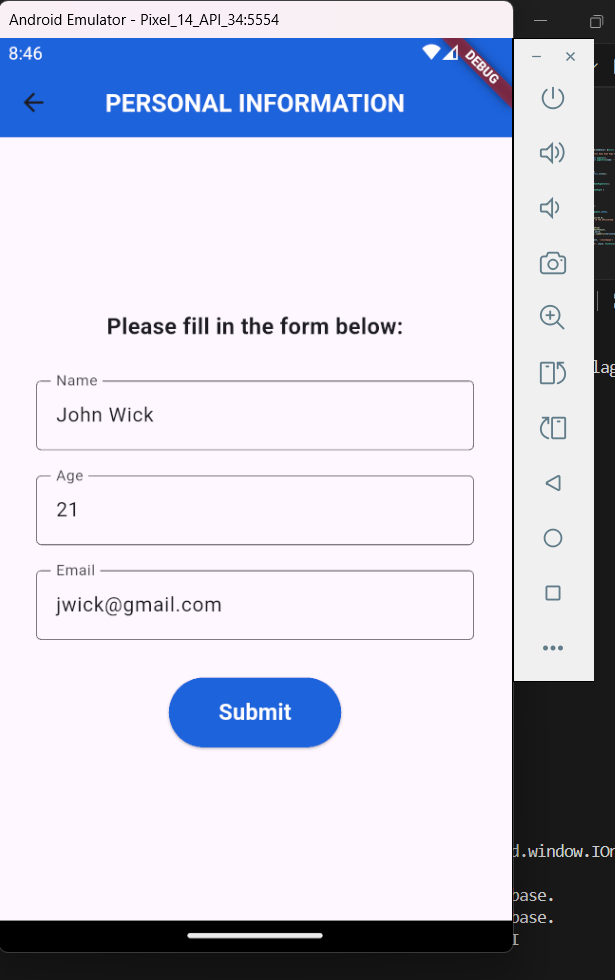 Android Emulator - Pixel_14_API_34:5554
8:46
DEBUG
PERSONAL INFORMATION
Please fill in the form below:
Name
John Wick
Age
21
Email
jwick@gmail.com
Submit
d.window.IOn
base.
base.